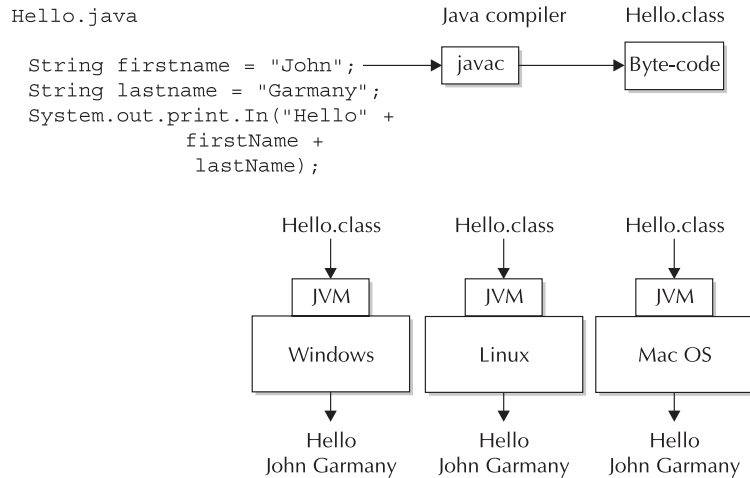 Hello.java
Java compiler
Hello.class
String firstname = "John";
javac
Byte-code
String lastname = "Garmany";
System.out.print.In("Hello" +
firstName +
lastName);
Hello.class
Hello.class
Hello.class
JVM
JVM
JVM
Windows
Linux
Mac OS
Hello
John Garmany
Hello
John Garmany
Hello
John Garmany